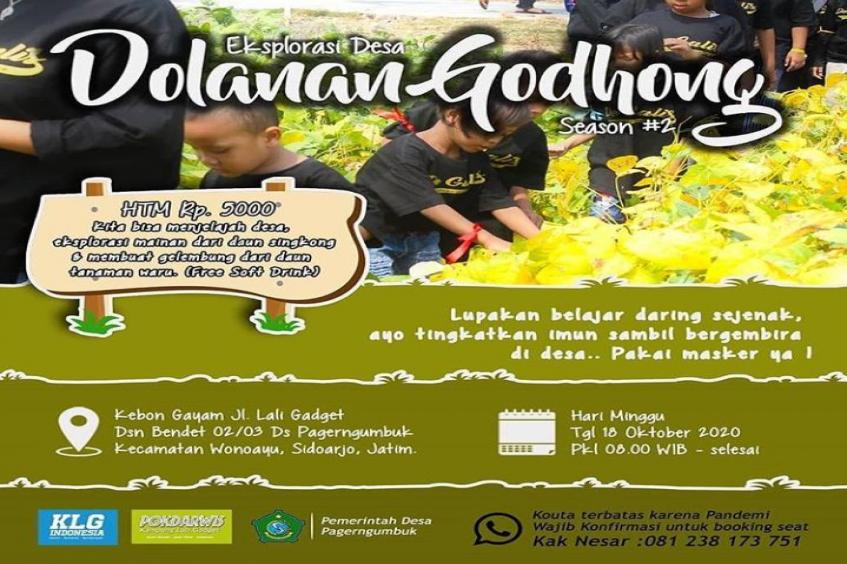 Eksplorasi Desa
Dolanan Godhong
Season #2
HTM Rp. 5000
Kita bisa menjelajah desa,
eksplorasi mainan dari daun singkong
& membuat gelembung dari daun
tanaman waru. (Free Soft Drink)
Lupakan belajar daring sejenak,
ayo tingkatkan imun sambil bergembira
di desa.. Pakai masker ya !
Kebon Gayam Jl. Lali Gadget
Dsn Bendet 02/03 Ds Pagerngumbuk
Kecamatan Wonoayu, Sidoarjo, Jatim.
Hari Minggu
Tgl 18 Oktober 2020
Pkl 08.00 WIB - selesai
KLG
INDONESIA
POKDARWIS
Kampung Lali Gadget
Pemerintah Desa
Pagerngumbuk
Kouta terbatas karena Pandemi
Wajib Konfirmasi untuk booking seat
Kak Nesar :081 238 173 751